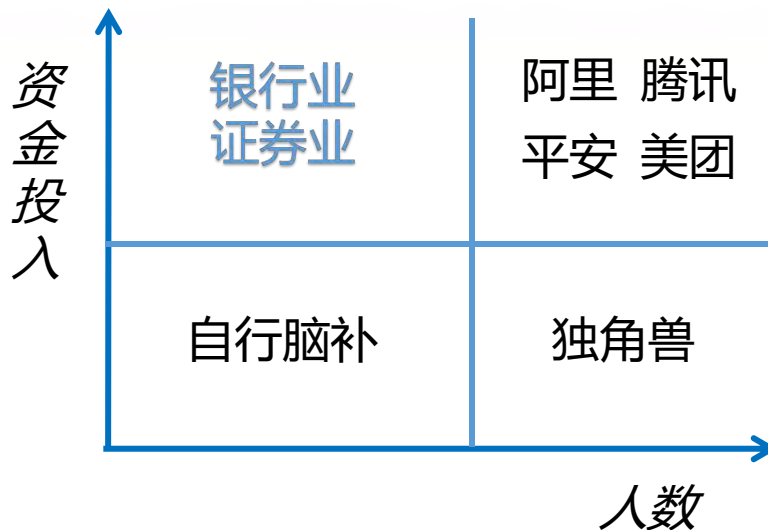 资金投入
银行业
证券业
阿里 腾讯
平安 美团
自行脑补
独角兽
人数